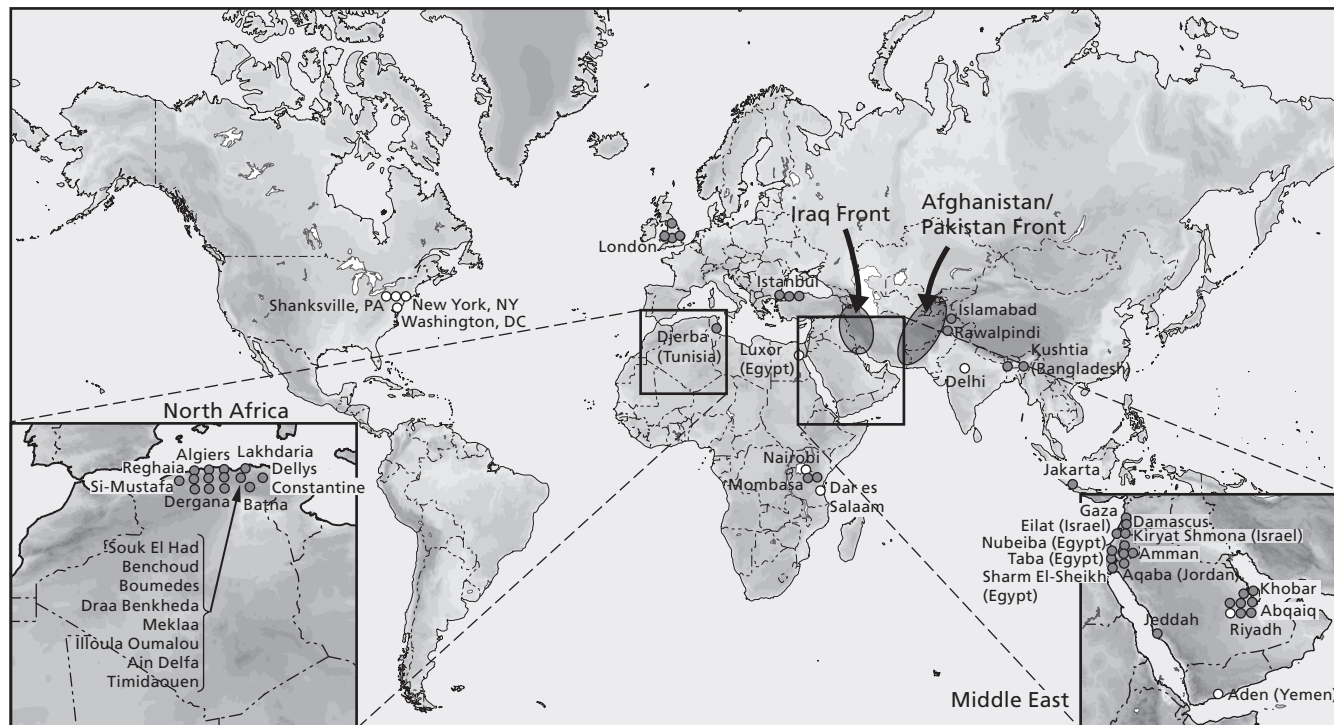 Iraq Front
Afghanistan/
Pakistan Front
London
Istanbul
Shanksville, PA
New York, NY
Washington, DC
Islamabad
Rawalpindi
Djerba
(Tunisia)
Luxor
(Egypt)
Kushtia
(Bangladesh)
Delhi
Nairobi
Mombasa
Dar es
Salaam
Jakarta
North Africa
Algiers
Lakhdaria
Reghaia
Dellys
Si-Mustafa
Constantine
Dergana
Batna
Souk El Had
Benchoud
Boumedes
Draa Benkheda
Meklaa
Illoula Oumalou
Ain Delfa
Timidaouen
Middle East
Gaza
Damascus
Eilat (Israel)
Kiryat Shmona (Israel)
Nubeiba (Egypt)
Amman
Taba (Egypt)
Aqaba (Jordan)
Sharm El-Sheikh
(Egypt)
Khobar
Abqaiq
Riyadh
Jeddah
Aden (Yemen)